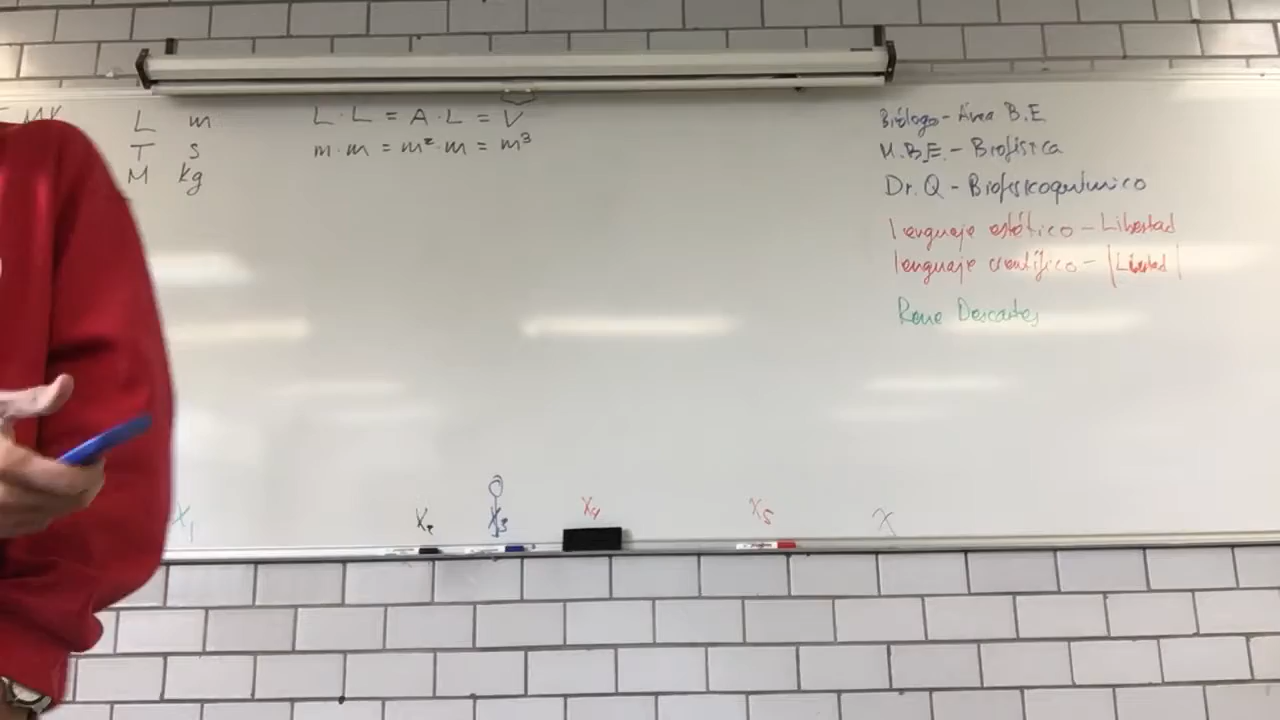 MK
L m
T s
M kg
L · L = A · L = V
m · m = m² · m = m³
Biólogo - Área B.E
M.B.E. - Biofísica
Dr. Q - Biofisicoquímico
lenguaje estético - Libertad
lenguaje científico - |Libertad|
Rene Descartes
X₁ X₂ X₃ X₄ X₅ X